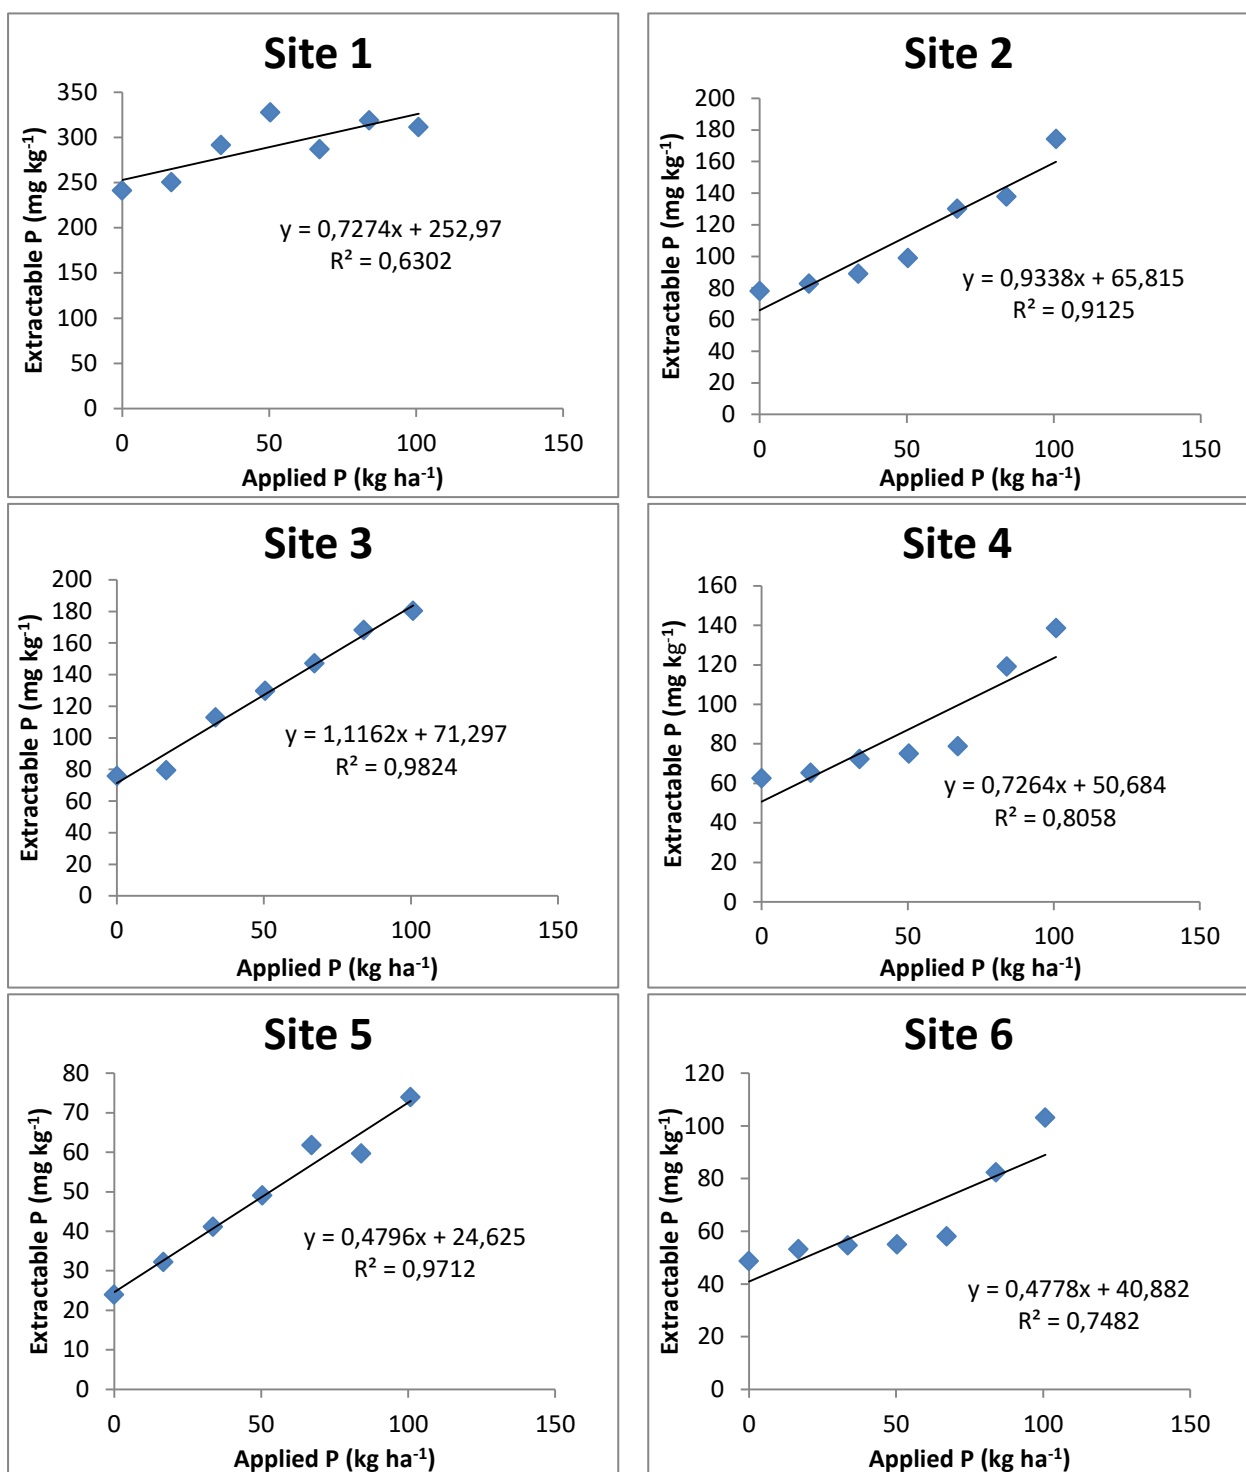 Site 1
Extractable P (mg kg⁻¹)
350
300
250
200
150
100
50
0
y = 0,7274x + 252,97
R² = 0,6302
0 50 100 150
Applied P (kg ha⁻¹)
Site 2
Extractable P (mg kg⁻¹)
200
180
160
140
120
100
80
60
40
20
0
y = 0,9338x + 65,815
R² = 0,9125
0 50 100 150
Applied P (kg ha⁻¹)
Site 3
Extractable P (mg kg⁻¹)
200
180
160
140
120
100
80
60
40
20
0
y = 1,1162x + 71,297
R² = 0,9824
0 50 100 150
Applied P (kg ha⁻¹)
Site 4
Extractable P (mg kg⁻¹)
160
140
120
100
80
60
40
20
0
y = 0,7264x + 50,684
R² = 0,8058
0 50 100 150
Applied P (kg ha⁻¹)
Site 5
Extractable P (mg kg⁻¹)
80
70
60
50
40
30
20
10
0
y = 0,4796x + 24,625
R² = 0,9712
0 50 100 150
Applied P (kg ha⁻¹)
Site 6
Extractable P (mg kg⁻¹)
120
100
80
60
40
20
0
y = 0,4778x + 40,882
R² = 0,7482
0 50 100 150
Applied P (kg ha⁻¹)